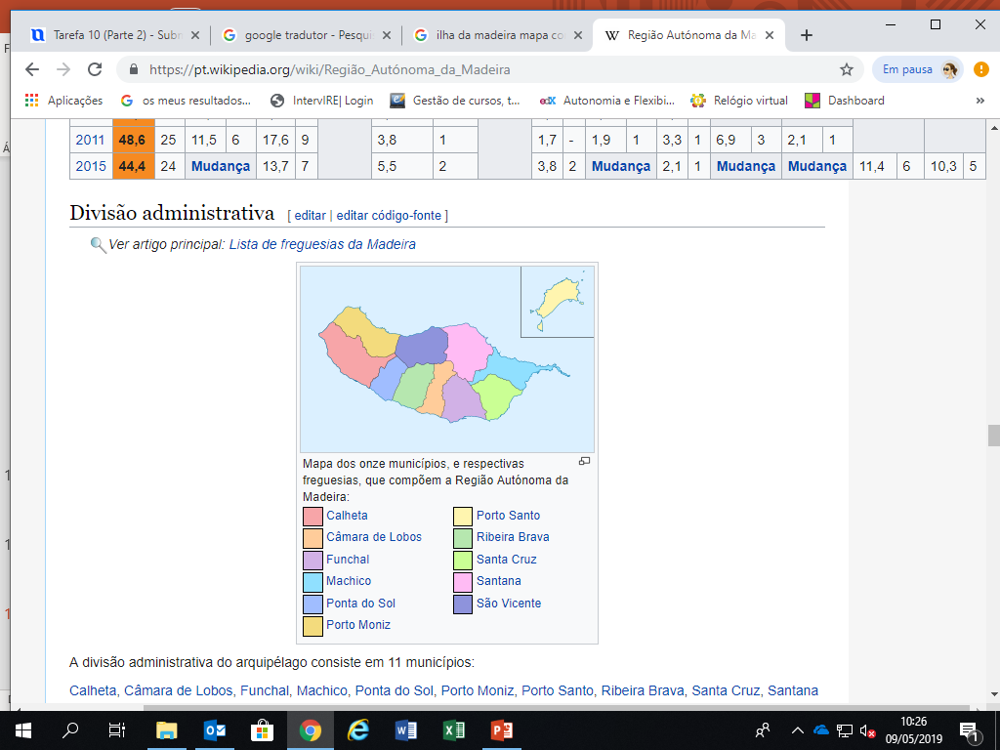 Tarefa 10 (Parte 2) - Subm
google tradutor - Pesqui
ilha da madeira mapa co
Região Autónoma da Ma
https://pt.wikipedia.org/wiki/Região_Autónoma_da_Madeira
Em pausa
Aplicações
os meus resultados...
IntervIRE| Login
Gestão de cursos, t...
Autonomia e Flexibi...
Relógio virtual
Dashboard
»
2011 48,6 25 11,5 6 17,6 9 3,8 1 1,7 - 1,9 1 3,3 1 6,9 3 2,1 1
2015 44,4 24 Mudança 13,7 7 5,5 2 3,8 2 Mudança 2,1 1 Mudança Mudança 11,4 6 10,3 5
Divisão administrativa [ editar | editar código-fonte ]
Ver artigo principal: Lista de freguesias da Madeira
Mapa dos onze municípios, e respectivas
freguesias, que compõem a Região Autónoma da
Madeira:
Calheta
Câmara de Lobos
Funchal
Machico
Ponta do Sol
Porto Moniz
Porto Santo
Ribeira Brava
Santa Cruz
Santana
São Vicente
A divisão administrativa do arquipélago consiste em 11 municípios:
Calheta, Câmara de Lobos, Funchal, Machico, Ponta do Sol, Porto Moniz, Porto Santo, Ribeira Brava, Santa Cruz, Santana
10:26
09/05/2019
1